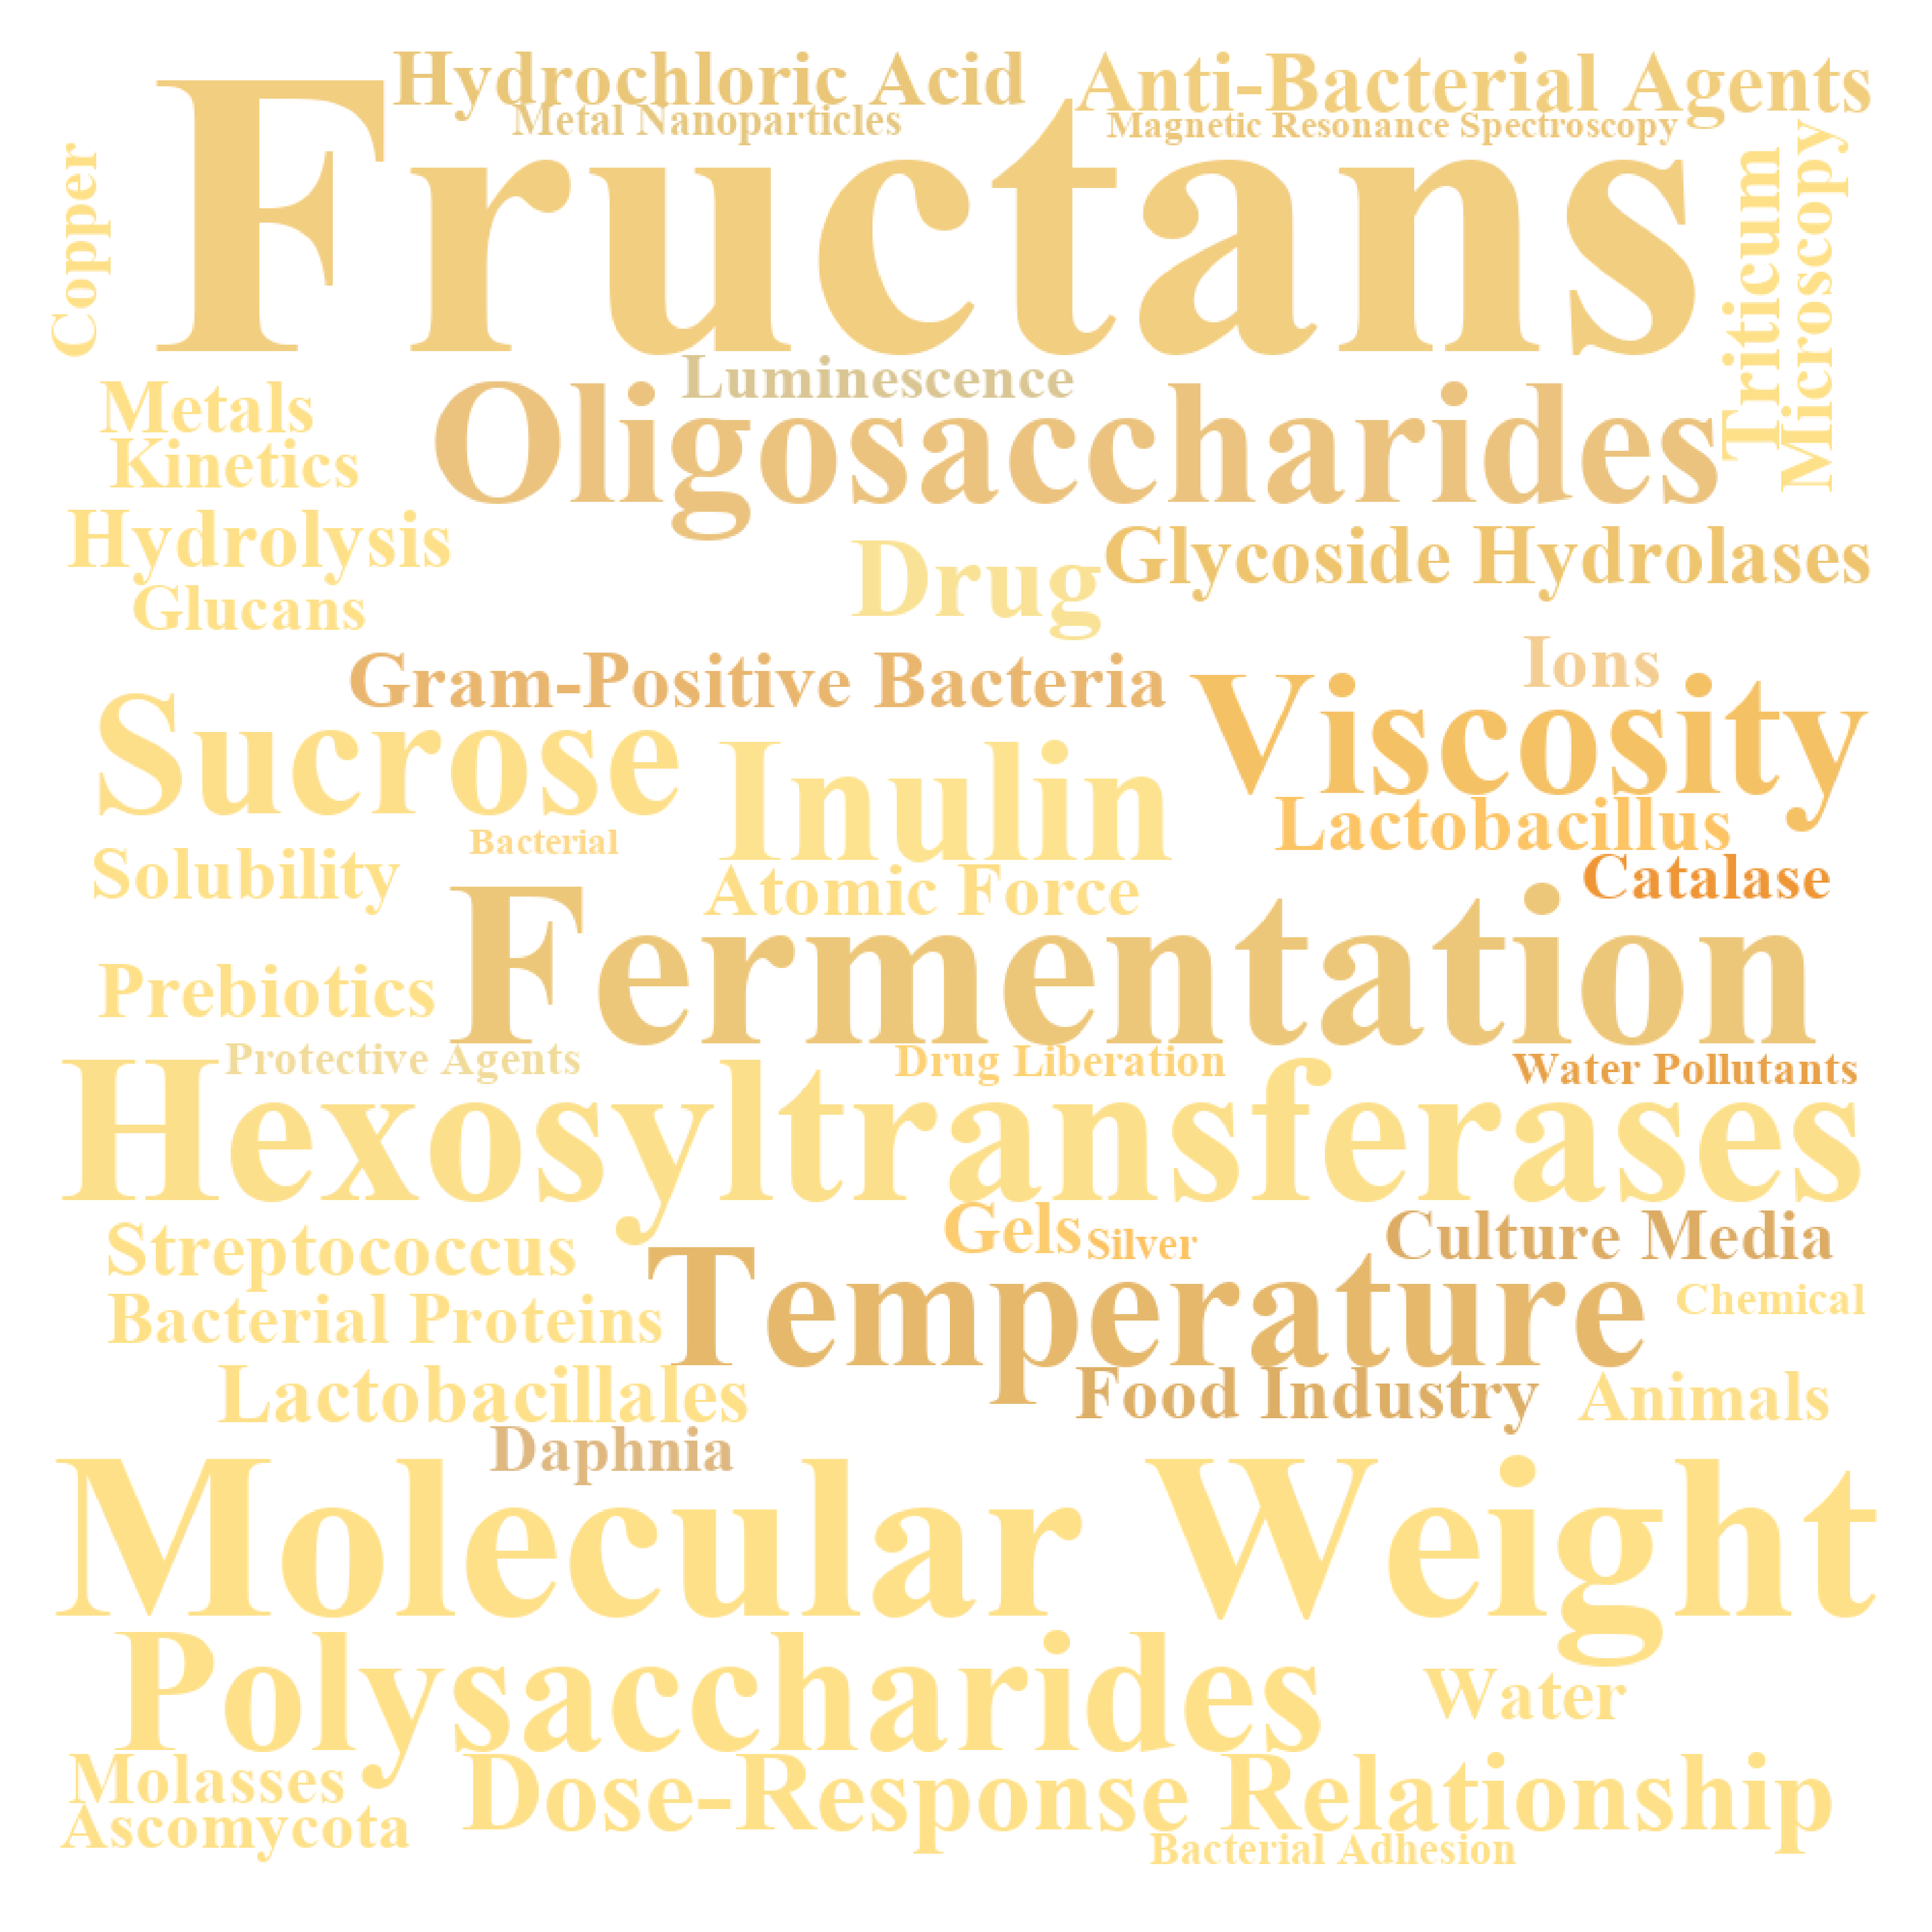 Hydrochloric Acid
Anti-Bacterial Agents
Metal Nanoparticles
Magnetic Resonance Spectroscopy
Fructans
Copper
Triticum
Microscopy
Luminescence
Metals
Oligosaccharides
Kinetics
Hydrolysis
Drug
Glycoside Hydrolases
Glucans
Gram-Positive Bacteria
Ions
Sucrose
Inulin
Viscosity
Lactobacillus
Bacterial
Solubility
Atomic Force
Catalase
Fermentation
Prebiotics
Protective Agents
Drug Liberation
Water Pollutants
Hexosyltransferases
Streptococcus
Gels
Silver
Culture Media
Temperature
Chemical
Bacterial Proteins
Lactobacillales
Food Industry
Animals
Daphnia
Molecular Weight
Polysaccharides
Water
Molasses
Dose-Response Relationship
Ascomycota
Bacterial Adhesion